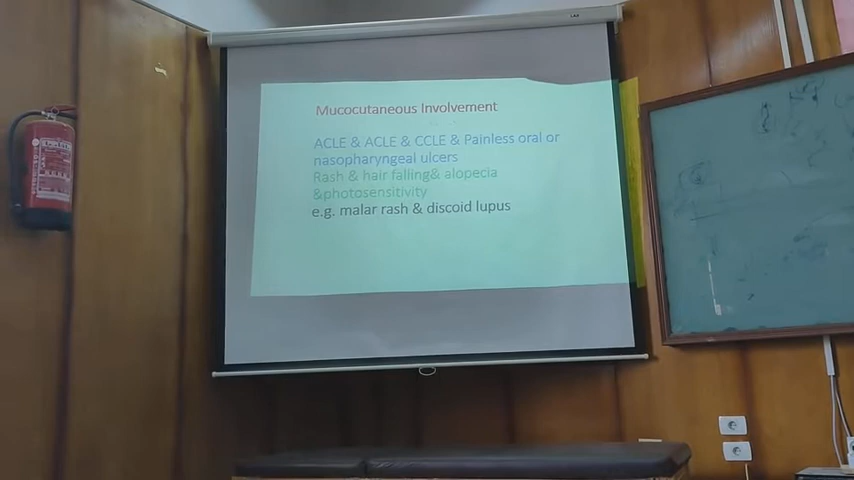 Mucocutaneous Involvement
ACLE & ACLE & CCLE & Painless oral or
nasopharyngeal ulcers
Rash & hair falling& alopecia
&photosensitivity
e.g. malar rash & discoid lupus